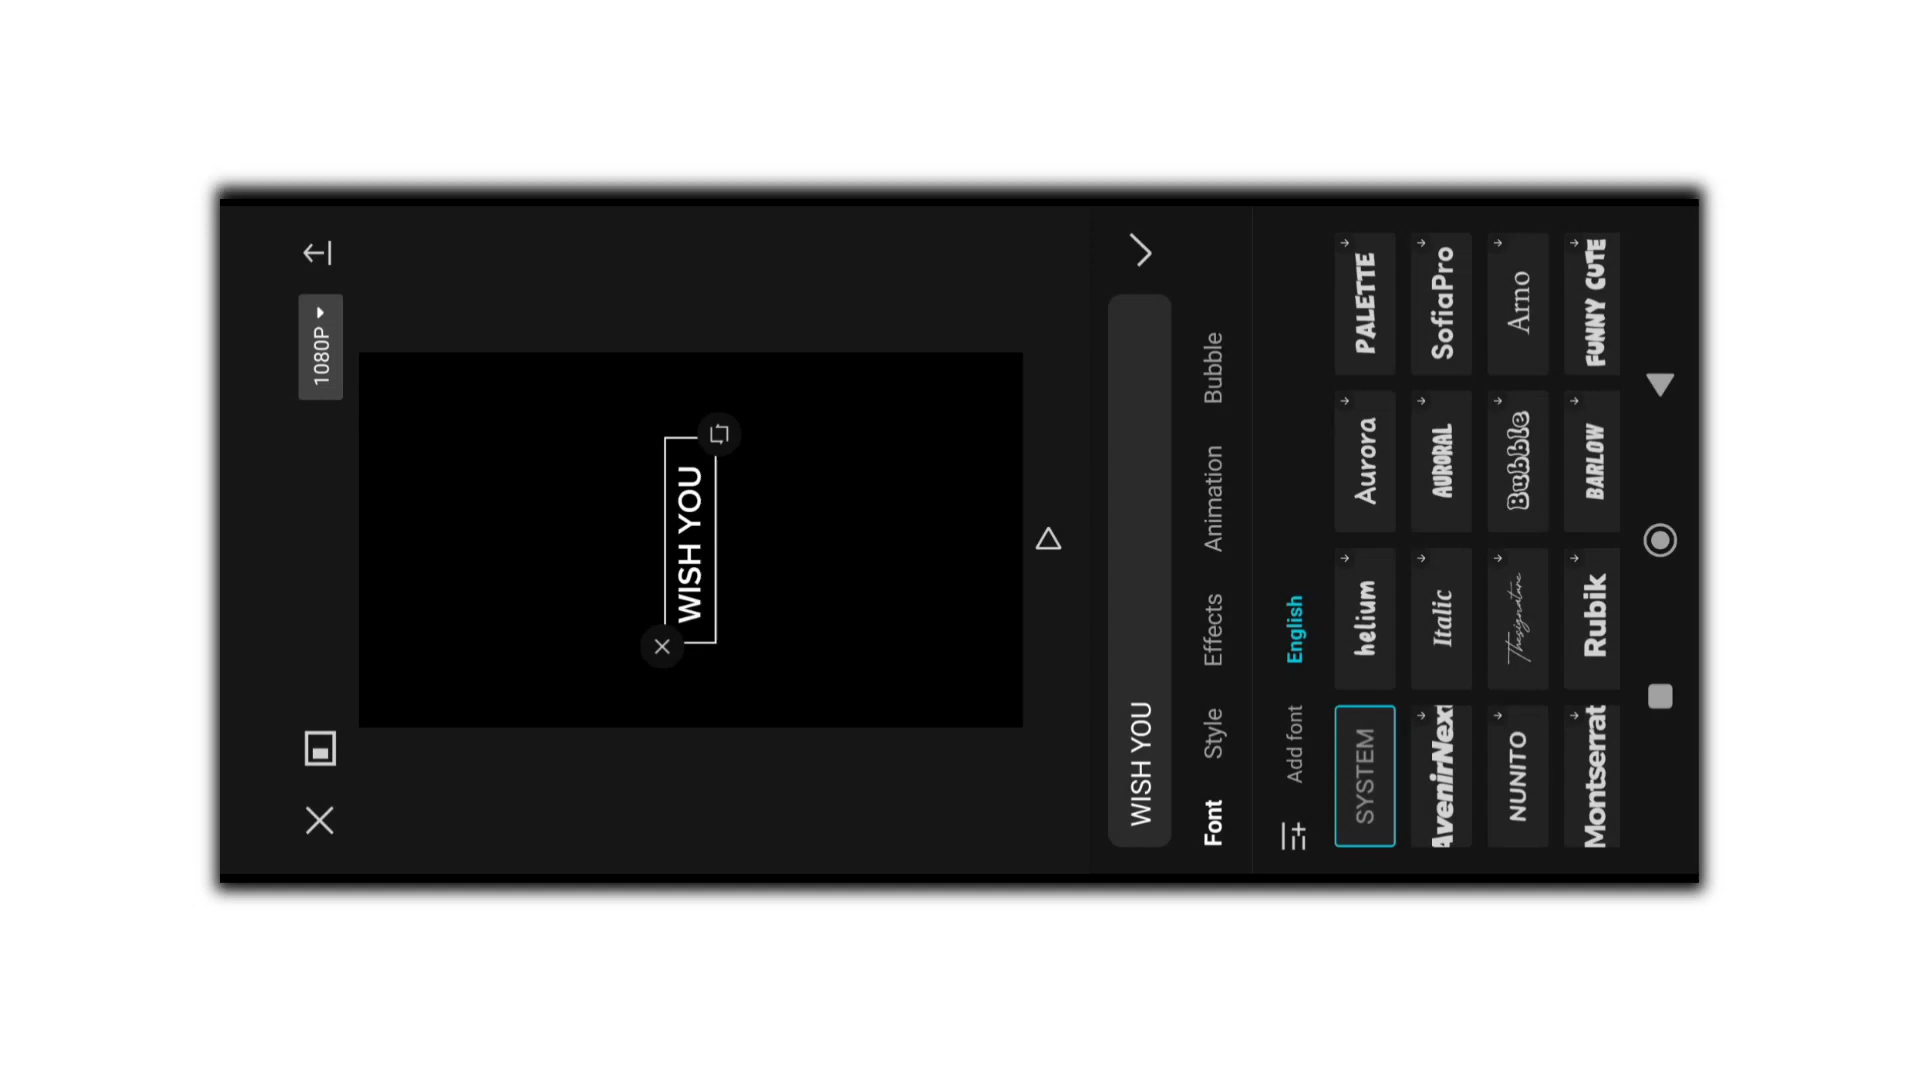 1080P
WISH YOU
WISH YOU
Font Style Effects Animation Bubble
Add font English
SYSTEM helium Aurora PALETTE
AvenirNext Italic AURORAL SofiaPro
NUNITO Thesignature Bubble Arno
Montserrat Rubik BARLOW FUNNY CUTE